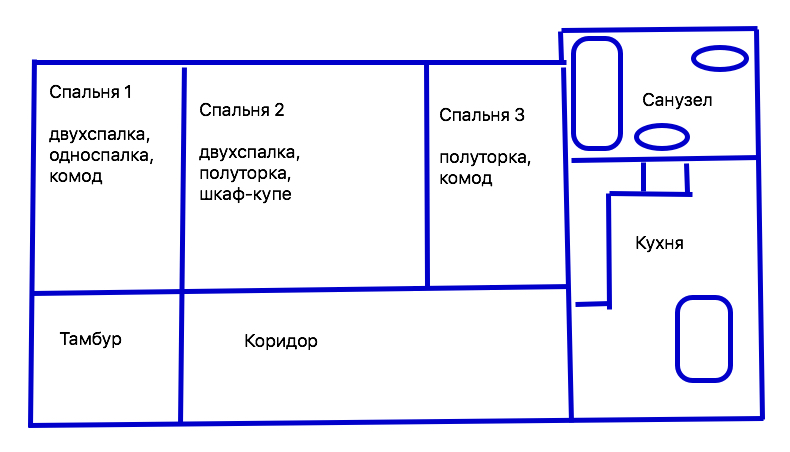 Спальня 1
двухспалка,
односпалка,
комод
Спальня 2
двухспалка,
полуторка,
шкаф-купе
Спальня 3
полуторка,
комод
Санузел
Кухня
Тамбур
Коридор